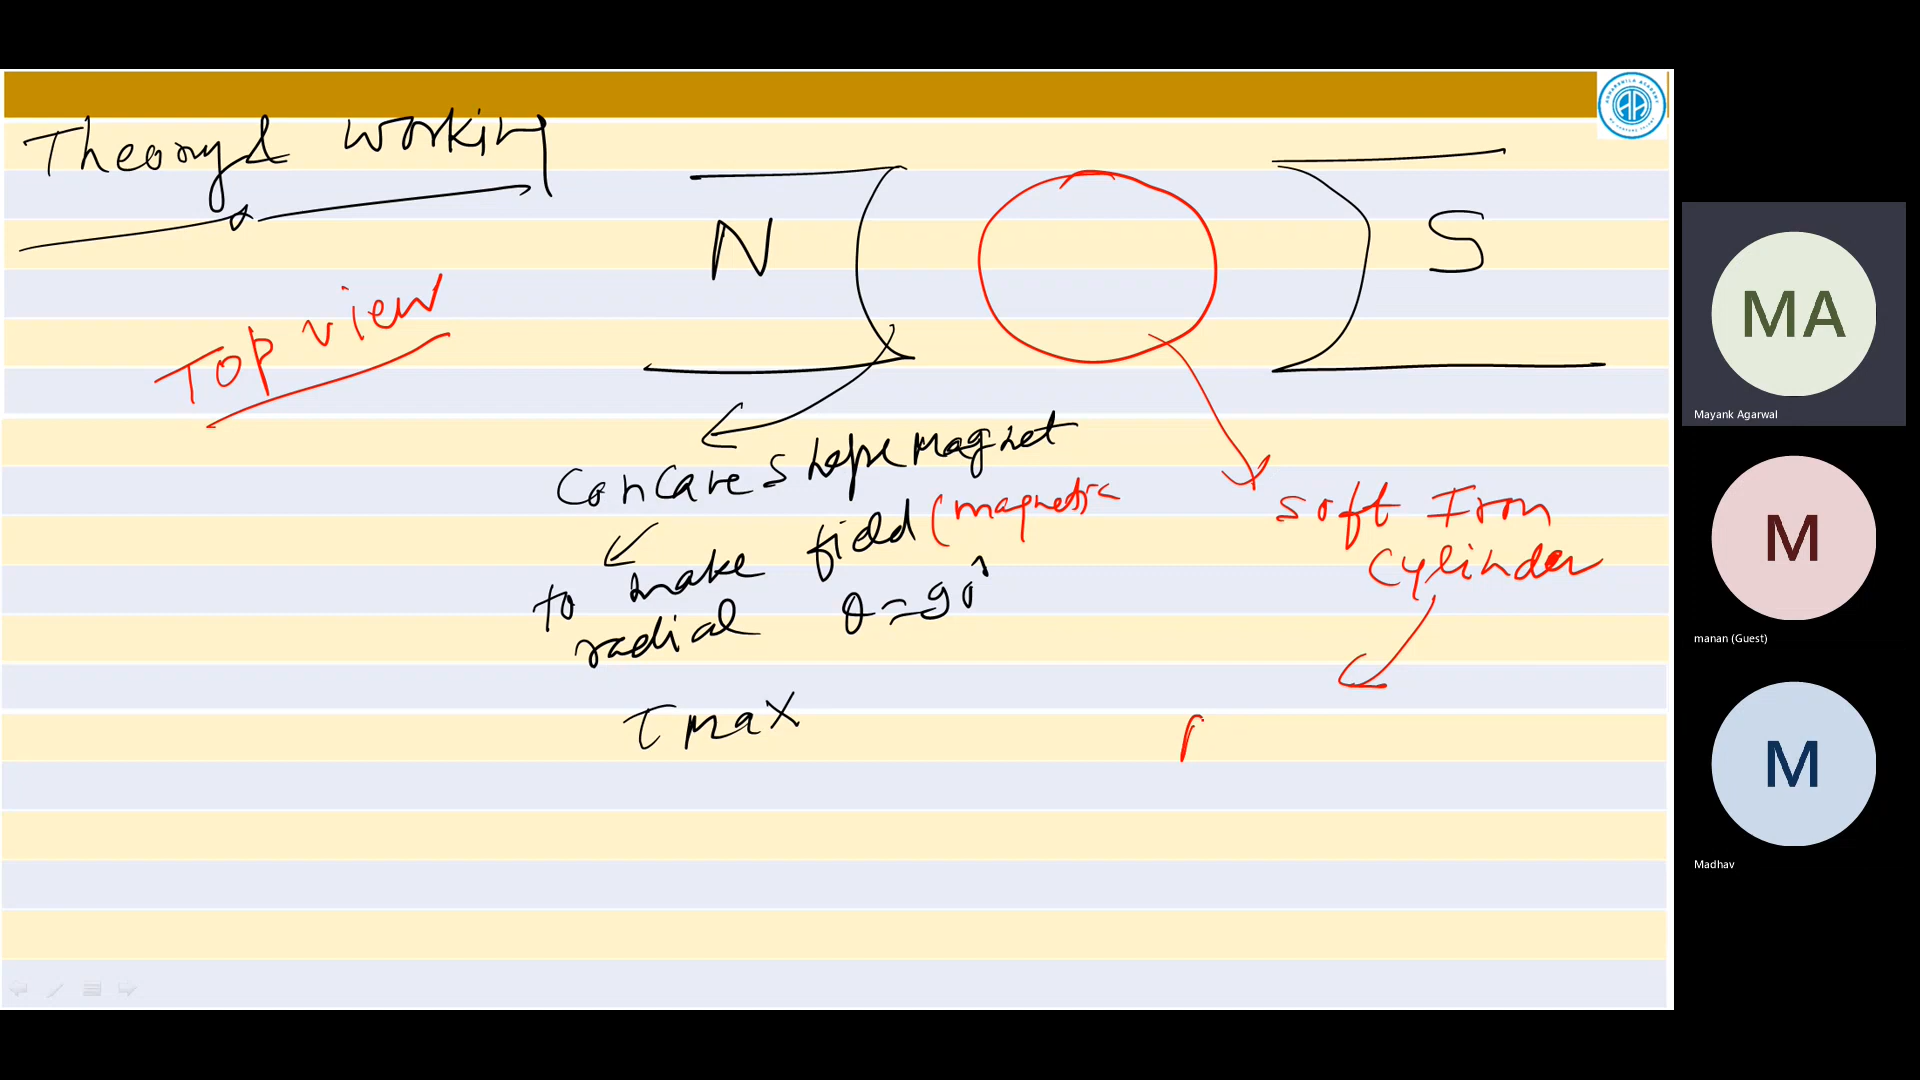 Theory & working
N
S
Top view
Concave shape magnet
to make field (magnetic
radial θ = 90°
τ max
soft Iron
cylinder
MA
Mayank Agarwal
M
manan (Guest)
M
Madhav